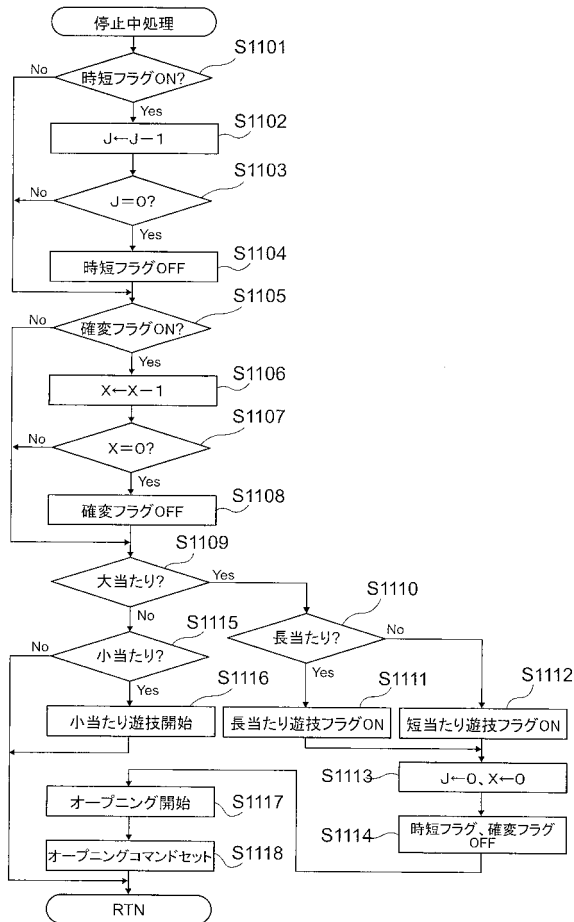 停止中処理
S1101
時短フラグON?
No
Yes
S1102
J←J－1
S1103
J＝0?
No
Yes
S1104
時短フラグOFF
S1105
確変フラグON?
No
Yes
S1106
X←X－1
S1107
X＝0?
No
Yes
S1108
確変フラグOFF
S1109
大当たり?
Yes
No
S1110
長当たり?
No
Yes
S1115
小当たり?
No
Yes
S1116
小当たり遊技開始
S1111
長当たり遊技フラグON
S1112
短当たり遊技フラグON
S1113
J←0、X←0
S1114
時短フラグ、確変フラグ
OFF
S1117
オープニング開始
S1118
オープニングコマンドセット
RTN